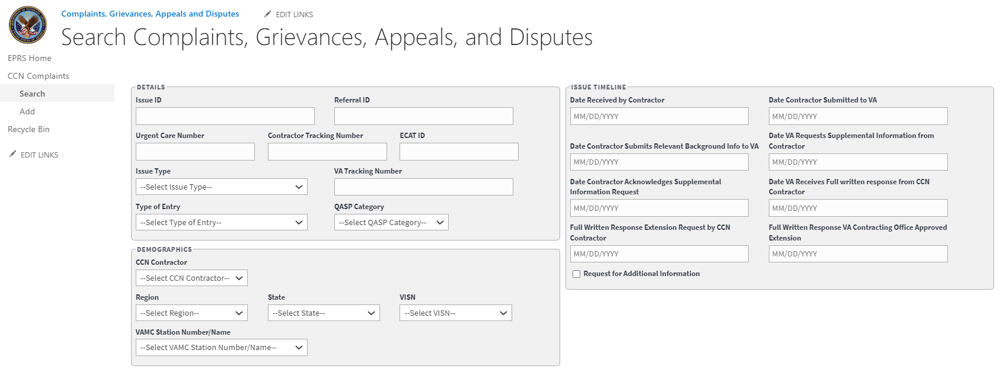 Complaints, Grievances, Appeals and Disputes
EDIT LINKS
Search Complaints, Grievances, Appeals, and Disputes
EPRS Home
CCN Complaints
Search
Add
Recycle Bin
EDIT LINKS
DETAILS
Issue ID
Referral ID
Urgent Care Number
Contractor Tracking Number
ECAT ID
Issue Type
VA Tracking Number
--Select Issue Type--
Type of Entry
QASP Category
--Select Type of Entry--
--Select QASP Category--
DEMOGRAPHICS
CCN Contractor
--Select CCN Contractor--
Region
State
VISN
--Select Region--
--Select State--
--Select VISN--
VAMC Station Number/Name
--Select VAMC Station Number/Name--
ISSUE TIMELINE
Date Received by Contractor
Date Contractor Submitted to VA
MM/DD/YYYY
MM/DD/YYYY
Date Contractor Submits Relevant Background Info to VA
Date VA Requests Supplemental Information from
Contractor
MM/DD/YYYY
MM/DD/YYYY
Date Contractor Acknowledges Supplemental
Information Request
Date VA Receives Full written response from CCN
Contractor
MM/DD/YYYY
MM/DD/YYYY
Full Written Response Extension Request by CCN
Contractor
Full Written Response VA Contracting Office Approved
Extension
MM/DD/YYYY
MM/DD/YYYY
Request for Additional Information